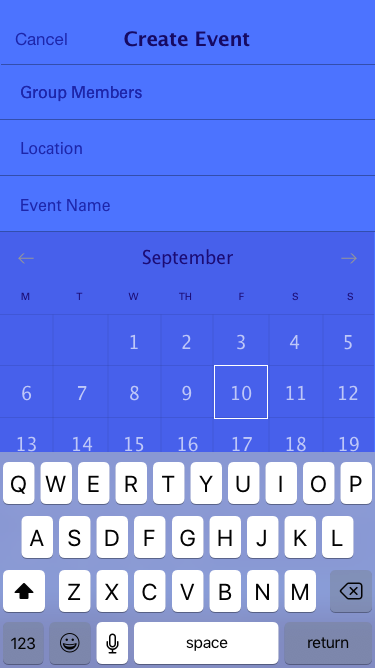 Cancel Create Event
Group Members
Location
Event Name
← September →
M T W TH F S S
1 2 3 4 5
6 7 8 9 10 11 12
13 14 15 16 17 18 19
Q W E R T Y U I O P
A S D F G H J K L
Z X C V B N M
123 space return